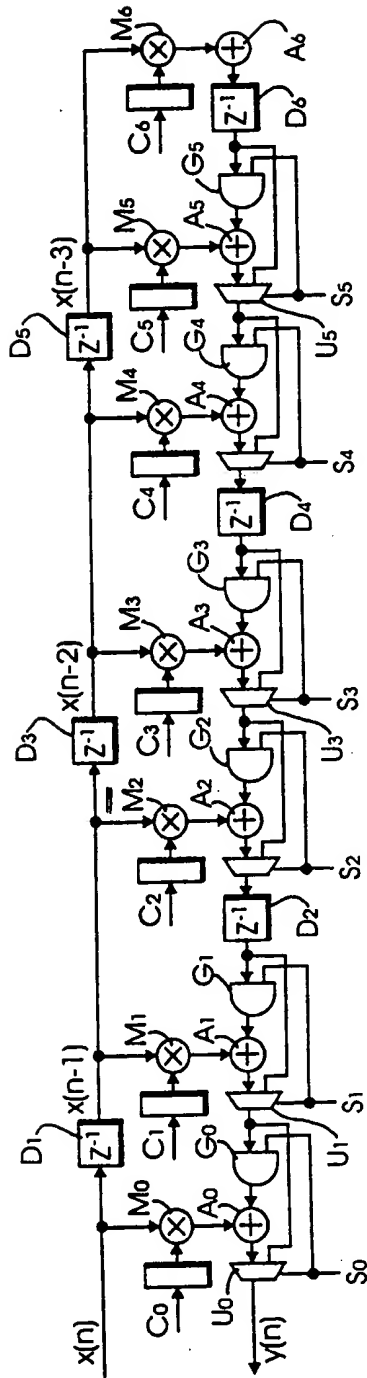 x(n)
D1
Z-1
x(n-1)
D3
Z-1
x(n-2)
D5
Z-1
x(n-3)
M0
M1
M2
M3
M4
M5
M6
C0
C1
C2
C3
C4
C5
C6
A0
G0
A1
G1
A2
G2
A3
G3
A4
G4
A5
G5
A6
U0
y(n)
U1
Z-1
D2
U3
Z-1
D4
U5
Z-1
D6
S0
S1
S2
S3
S4
S5